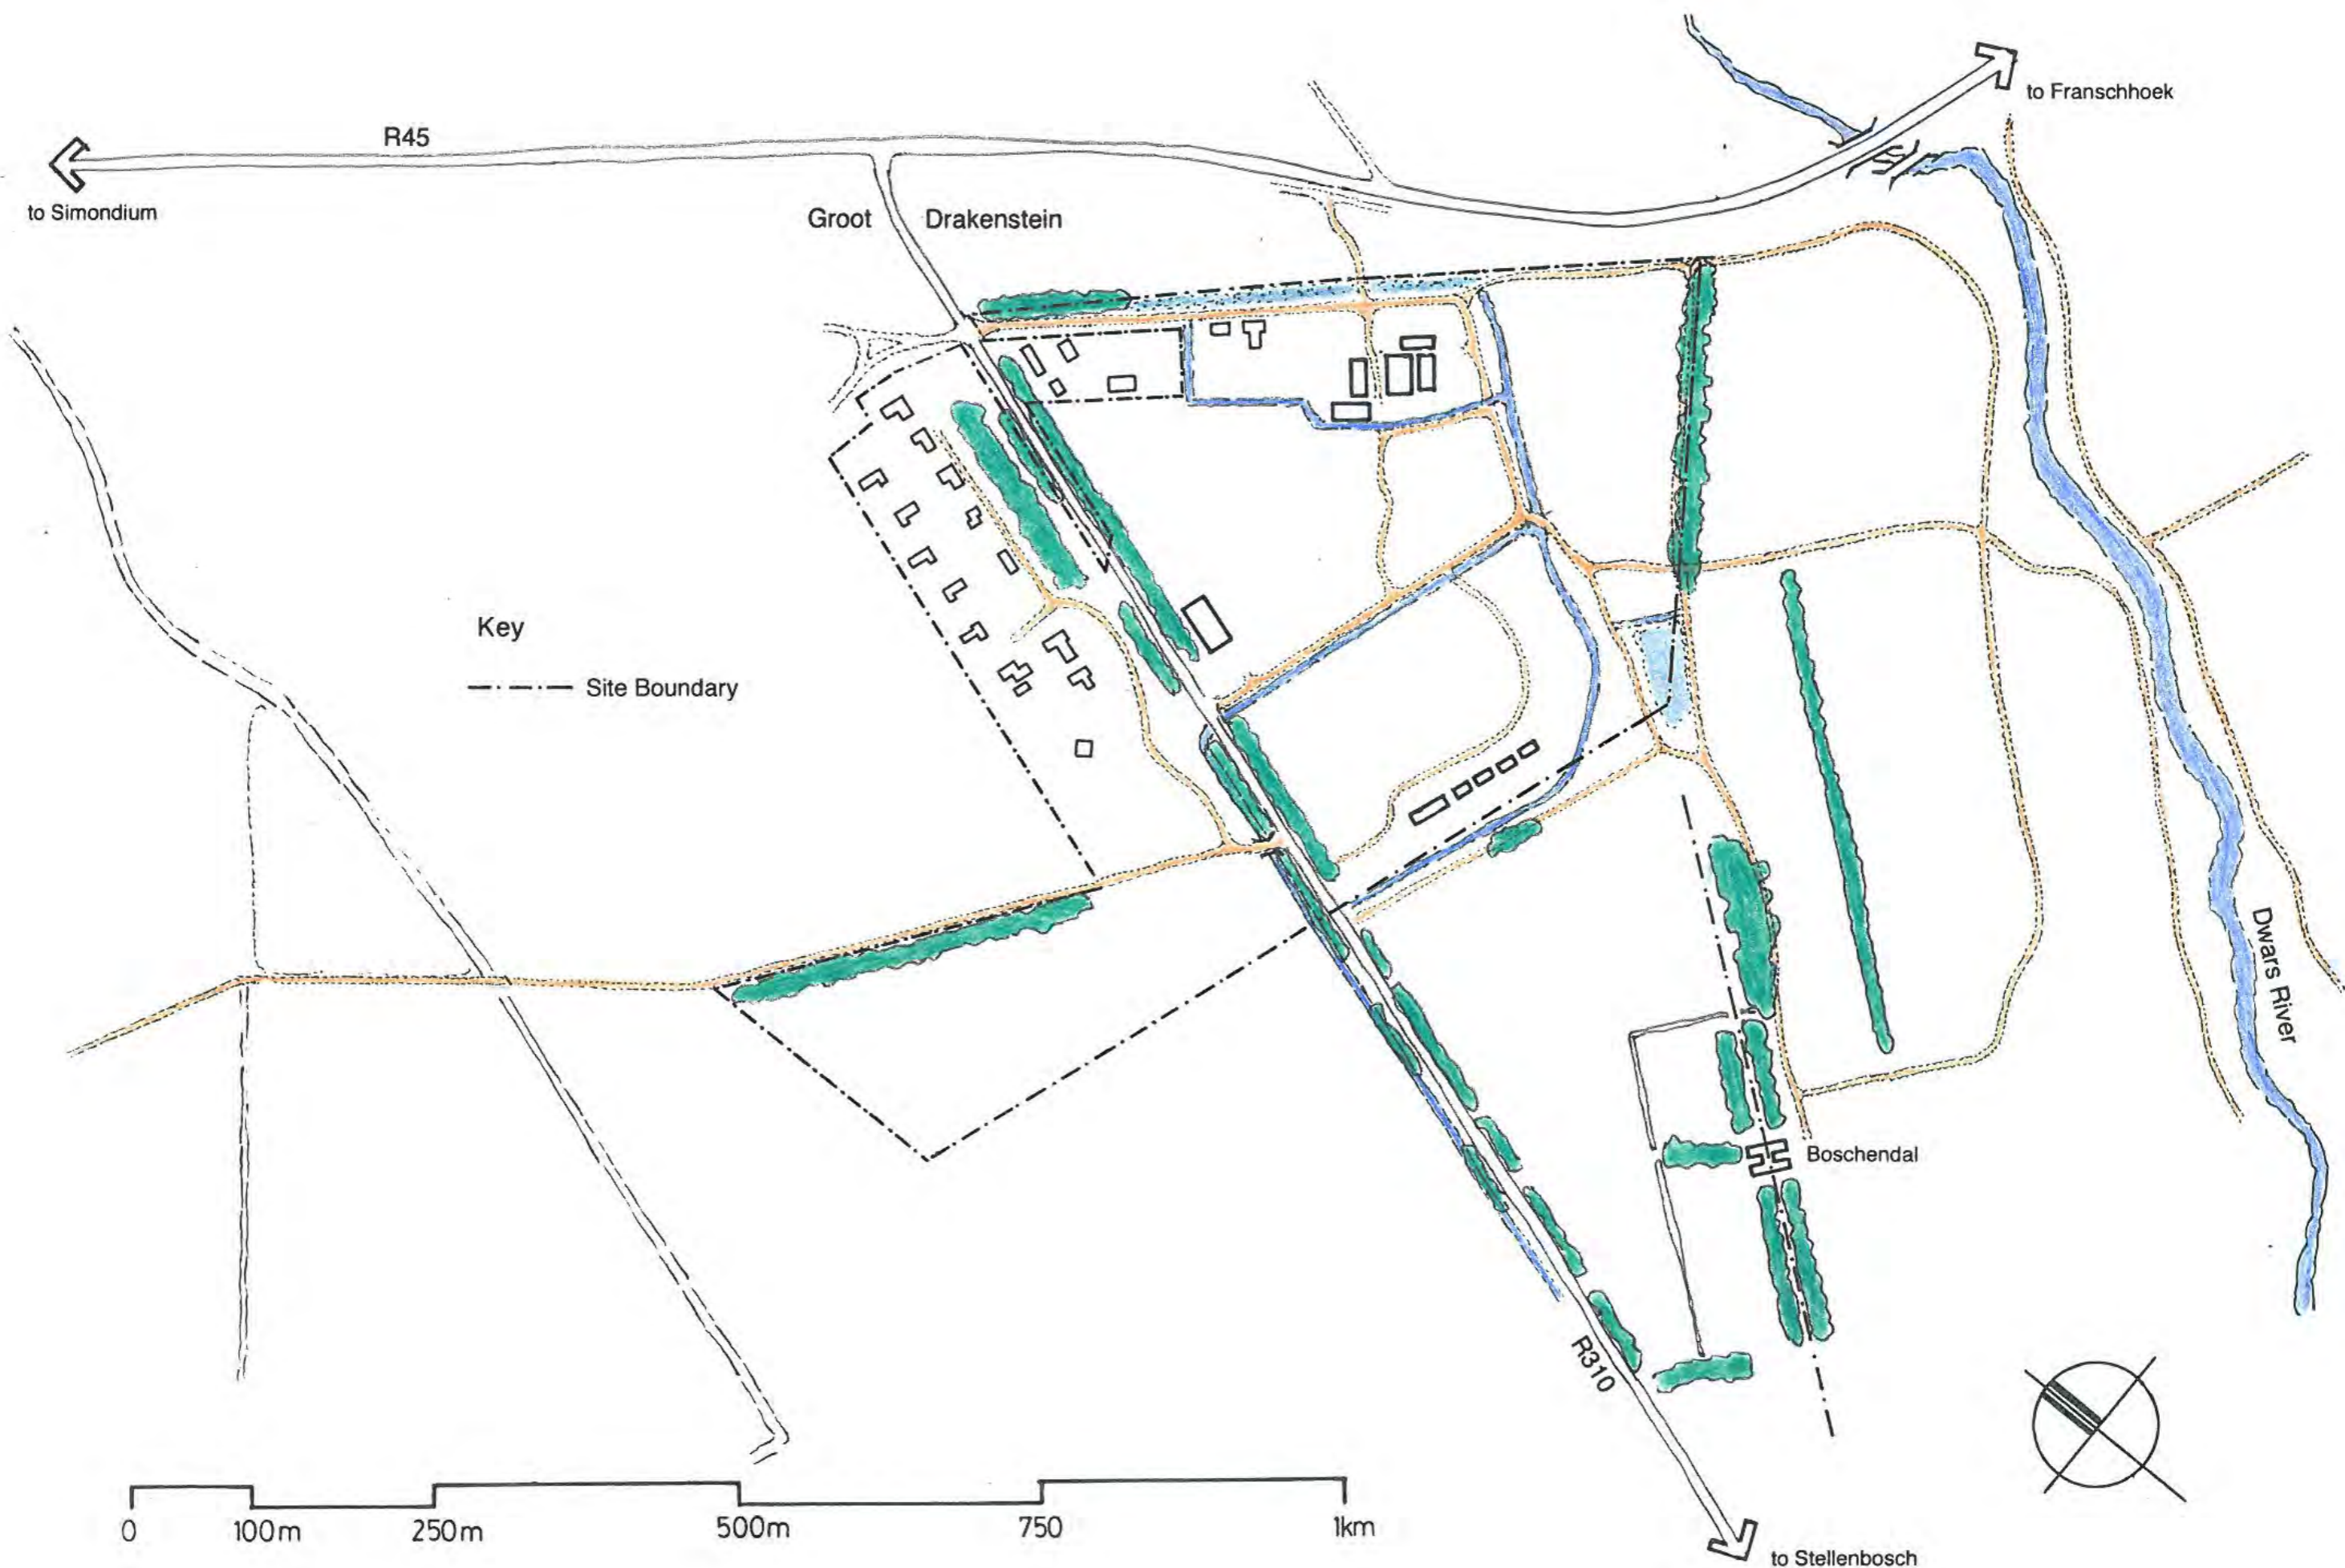 to Franschhoek
R45
to Simondium
Groot Drakenstein
Key
Site Boundary
Dwars River
Boschendal
R310
0 100m 250m 500m 750 1km
to Stellenbosch